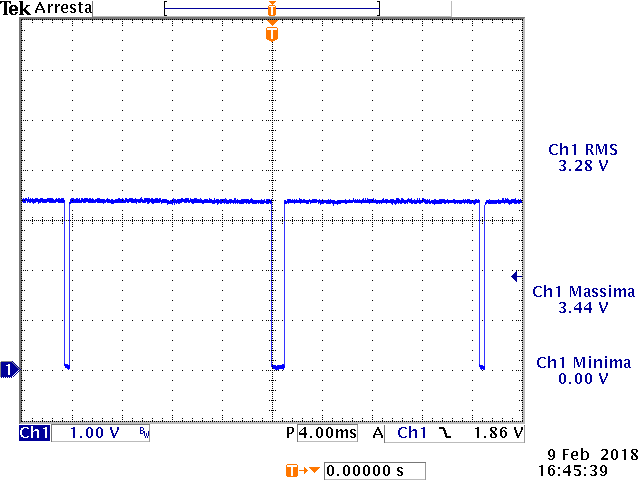 Tek Arresta
T
T
Ch1 RMS
3.28 V
Ch1 Massima
3.44 V
1
Ch1 Minima
0.00 V
Ch1 1.00 V BW P 4.00ms A Ch1 1.86 V
9 Feb 2018
T 0.00000 s
16:45:39